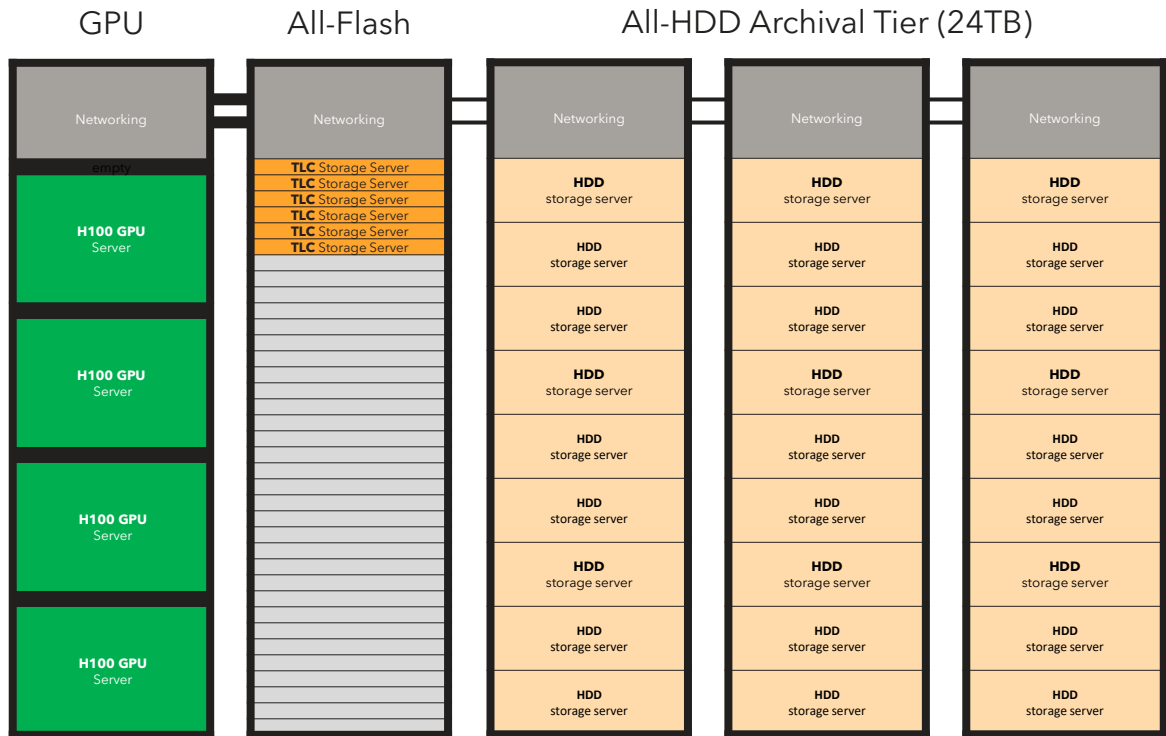 GPU
All-Flash
All-HDD Archival Tier (24TB)
Networking
empty
H100 GPU
Server
H100 GPU
Server
H100 GPU
Server
H100 GPU
Server
Networking
TLC Storage Server
TLC Storage Server
TLC Storage Server
TLC Storage Server
TLC Storage Server
TLC Storage Server
Networking
HDD
storage server
HDD
storage server
HDD
storage server
HDD
storage server
HDD
storage server
HDD
storage server
HDD
storage server
HDD
storage server
HDD
storage server
Networking
HDD
storage server
HDD
storage server
HDD
storage server
HDD
storage server
HDD
storage server
HDD
storage server
HDD
storage server
HDD
storage server
HDD
storage server
Networking
HDD
storage server
HDD
storage server
HDD
storage server
HDD
storage server
HDD
storage server
HDD
storage server
HDD
storage server
HDD
storage server
HDD
storage server